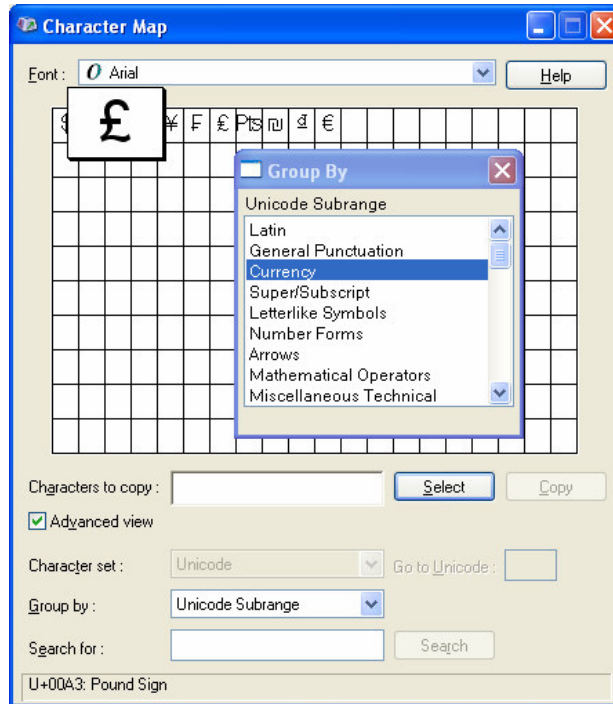 Character Map
Font : O Arial Help
£
$ ¥ ₣ £ Pts ₪ ₫ €
Group By
Unicode Subrange
Latin
General Punctuation
Currency
Super/Subscript
Letterlike Symbols
Number Forms
Arrows
Mathematical Operators
Miscellaneous Technical
Characters to copy : Select Copy
Advanced view
Character set : Unicode Go to Unicode :
Group by : Unicode Subrange
Search for : Search
U+00A3: Pound Sign